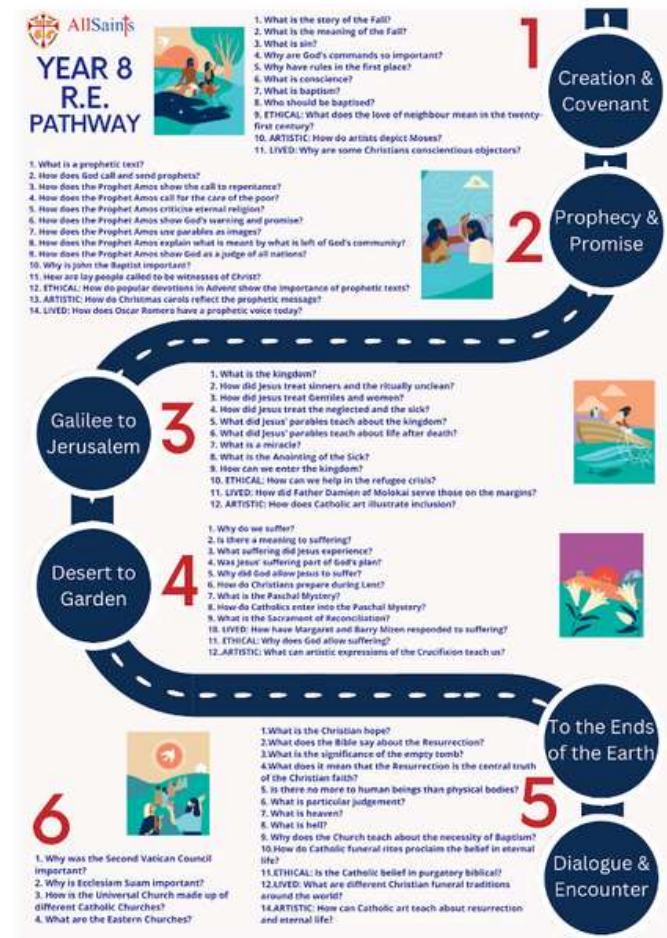 AllSaints
YEAR 8
R.E.
PATHWAY
1. What is the story of the Fall?
2. What is the meaning of the Fall?
3. What is sin?
4. Why are God's commands so important?
5. Why have rules in the first place?
6. What is conscience?
7. What is baptism?
8. Who should be baptised?
9. ETHICAL: What does the love of neighbour mean in the twenty-
first century?
10. ARTISTIC: How do artists depict Moses?
11. LIVED: Why are some Christians conscientious objectors?
1
Creation &
Covenant
1. What is a prophetic text?
2. How does God call and send prophets?
3. How does the Prophet Amos show the call to repentance?
4. How does the Prophet Amos call for the care of the poor?
5. How does the Prophet Amos criticise eternal religion?
6. How does the Prophet Amos show God's warning and promise?
7. How does the Prophet Amos use parables as images?
8. How does the Prophet Amos explain what is meant by what is left of God's community?
9. How does the Prophet Amos show God as a judge of all nations?
10. Why is John the Baptist important?
11. How are lay people called to be witnesses of Christ?
12. ETHICAL: How do popular devotions in Advent show the importance of prophetic texts?
13. ARTISTIC: How do Christmas carols reflect the prophetic message?
14. LIVED: How does Oscar Romero have a prophetic voice today?
2
Prophecy &
Promise
Galilee to
Jerusalem
3
1. What is the kingdom?
2. How did Jesus treat sinners and the ritually unclean?
3. How did Jesus treat Gentiles and women?
4. How did Jesus treat the neglected and the sick?
5. What did Jesus' parables teach about the kingdom?
6. What did Jesus' parables teach about life after death?
7. What is a miracle?
8. What is the Anointing of the Sick?
9. How can we enter the kingdom?
10. ETHICAL: How can we help in the refugee crisis?
11. LIVED: How did Father Damien of Molokai serve those on the margins?
12. ARTISTIC: How does Catholic art illustrate inclusion?
Desert to
Garden
4
1. Why do we suffer?
2. Is there a meaning to suffering?
3. What suffering did Jesus experience?
4. Was Jesus' suffering part of God's plan?
5. Why did God allow Jesus to suffer?
6. How do Christians prepare during Lent?
7. What is the Paschal Mystery?
8. How do Catholics enter into the Paschal Mystery?
9. What is the Sacrament of Reconciliation?
10. LIVED: How have Margaret and Barry Mizen responded to suffering?
11. ETHICAL: Why does God allow suffering?
12..ARTISTIC: What can artistic expressions of the Crucifixion teach us?
To the Ends
of the Earth
5
1.What is the Christian hope?
2.What does the Bible say about the Resurrection?
3.What is the significance of the empty tomb?
4.What does it mean that the Resurrection is the central truth
of the Christian faith?
5. Is there no more to human beings than physical bodies?
6. What is particular judgement?
7. What is heaven?
8. What is hell?
9. Why does the Church teach about the necessity of Baptism?
10.How do Catholic funeral rites proclaim the belief in eternal
life?
11.ETHICAL: Is the Catholic belief in purgatory biblical?
12.LIVED: What are different Christian funeral traditions
around the world?
14.ARTISTIC: How can Catholic art teach about resurrection
and eternal life?
Dialogue &
Encounter
6
1. Why was the Second Vatican Council
important?
2. Why is Ecclesiam Suam important?
3. How is the Universal Church made up of
different Catholic Churches?
4. What are the Eastern Churches?